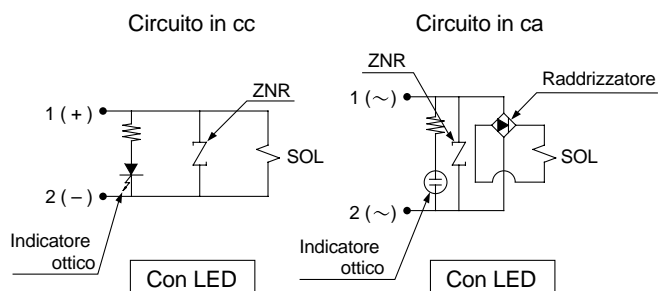 Circuito in cc
ZNR
1 (+)
SOL
2 (−)
Indicatore
ottico
Con LED
Circuito in ca
ZNR
Raddrizzatore
1 (∼)
SOL
2 (∼)
Indicatore
ottico
Con LED